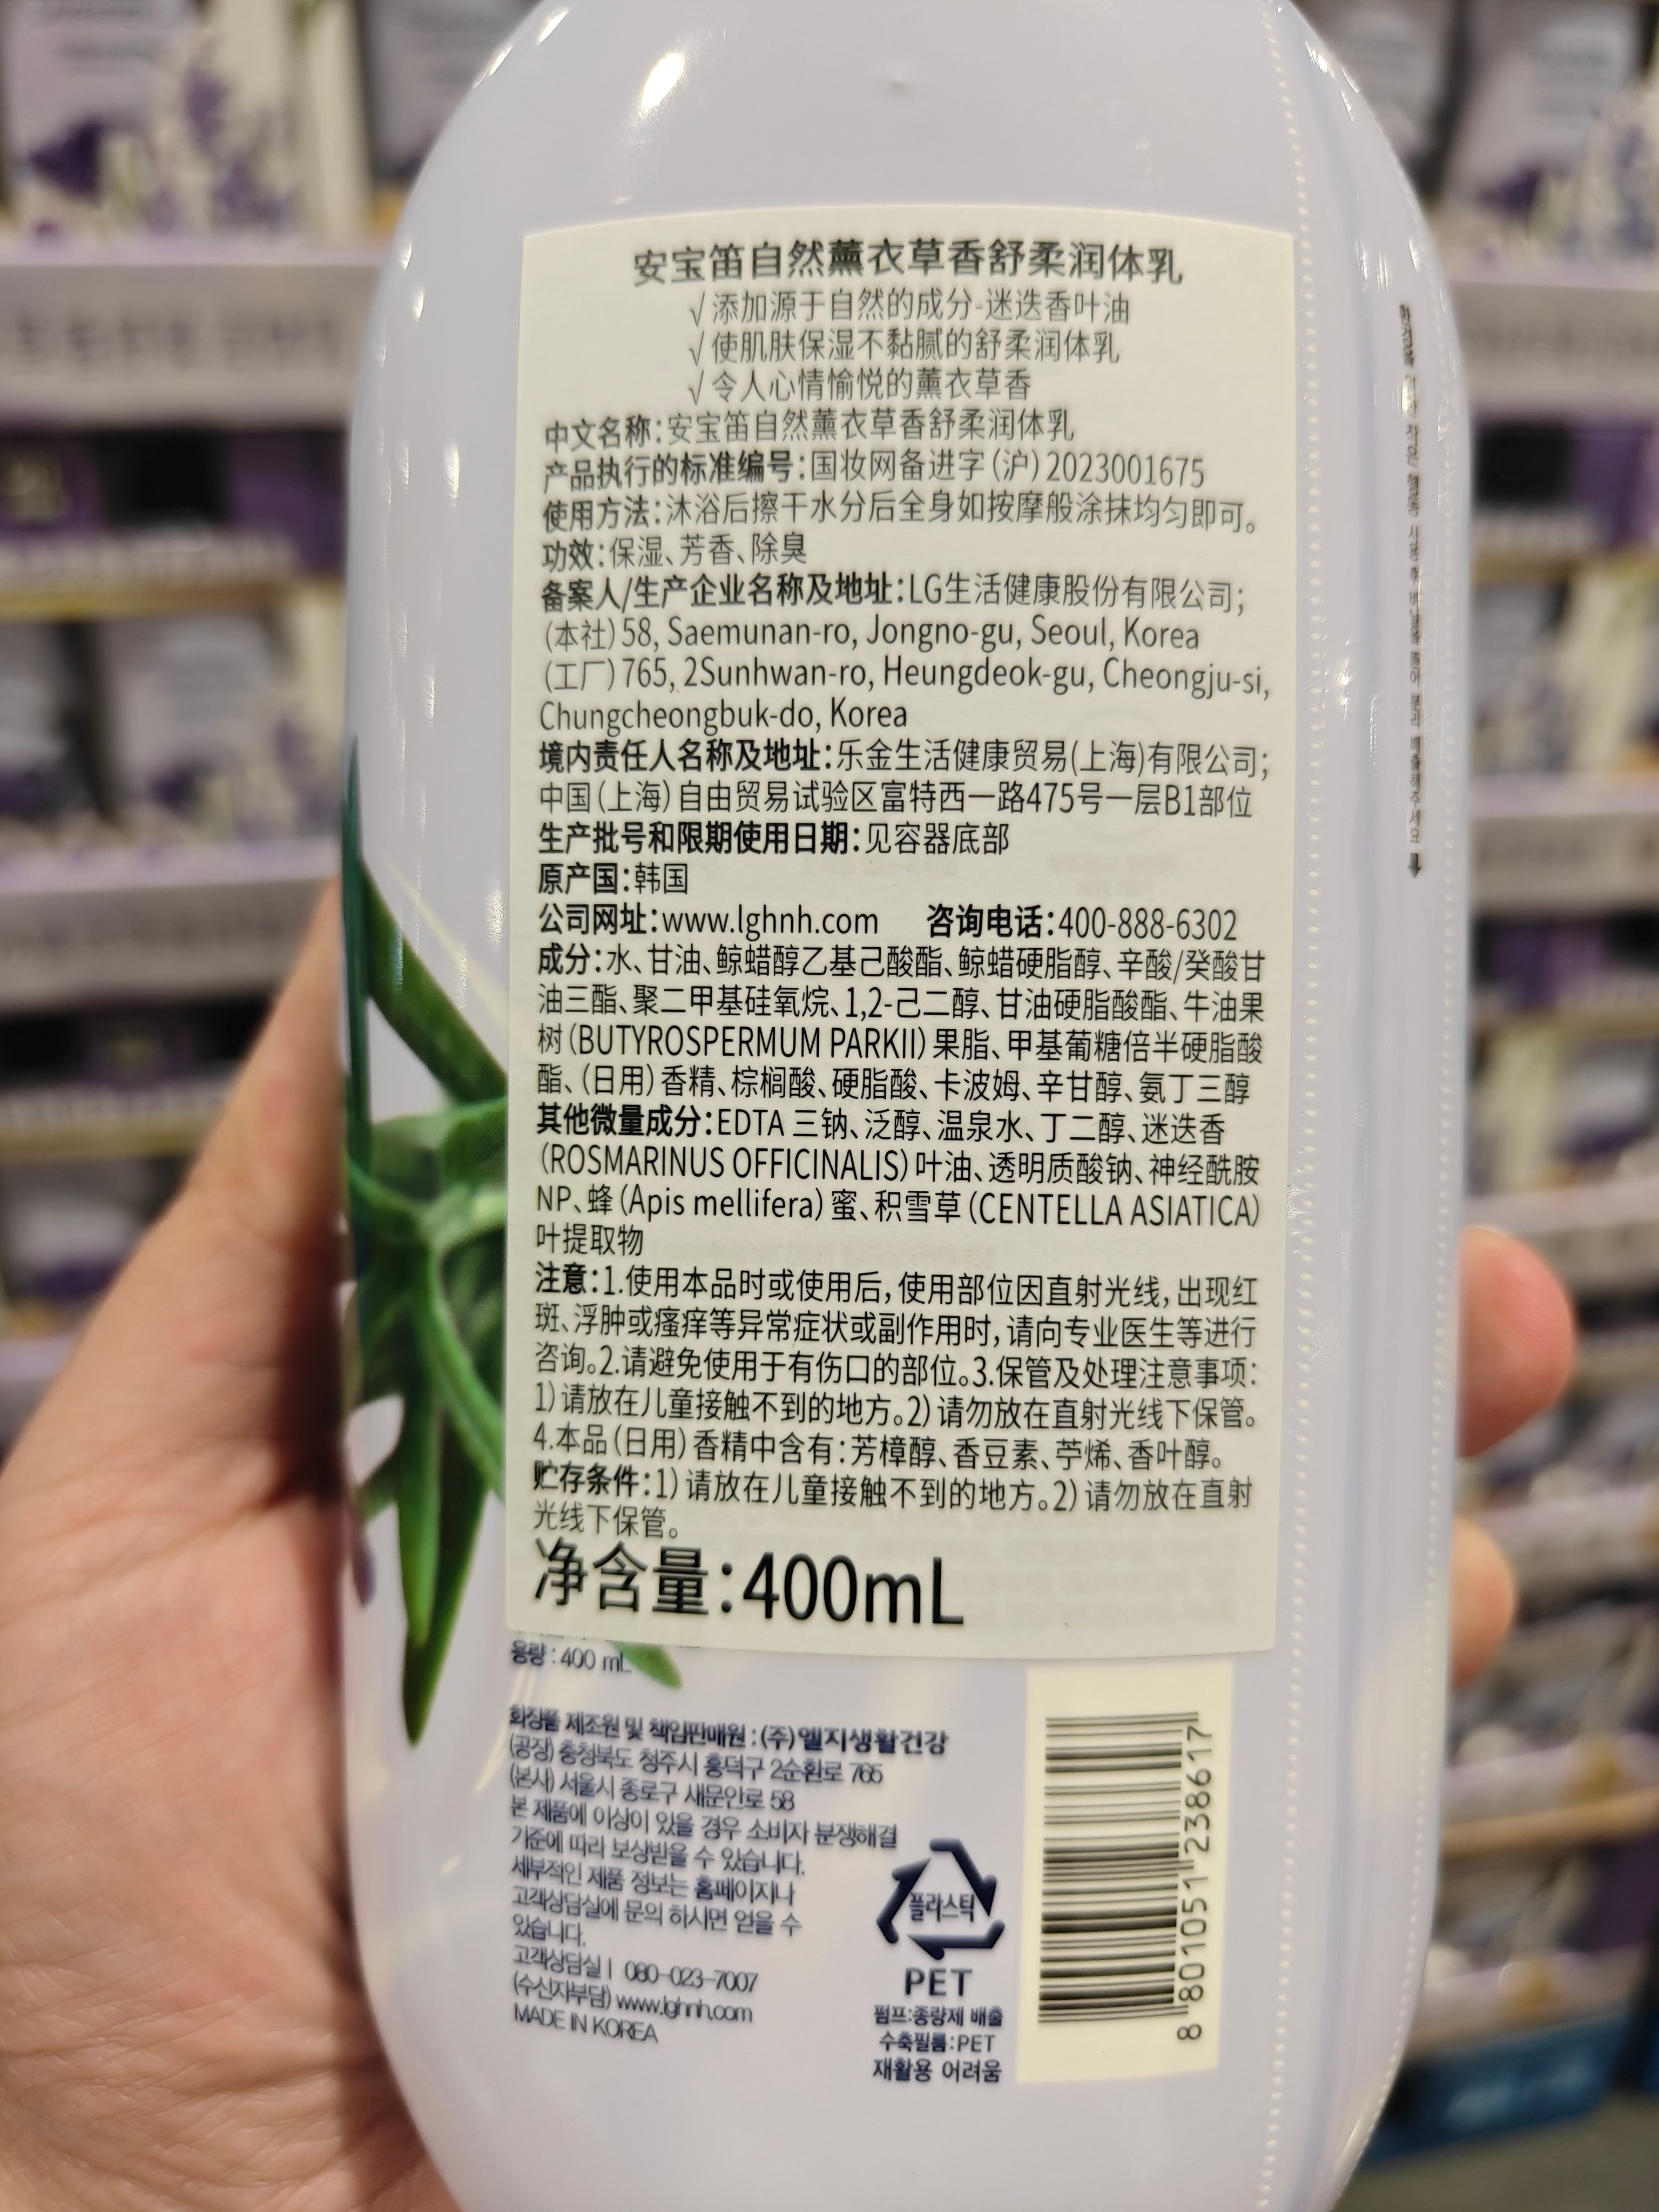 安宝笛自然薰衣草香舒柔润体乳
√添加源于自然的成分-迷迭香叶油
√使肌肤保湿不黏腻的舒柔润体乳
√令人心情愉悦的薰衣草香
中文名称:安宝笛自然薰衣草香舒柔润体乳
产品执行的标准编号:国妆网备进字(沪)2023001675
使用方法:沐浴后擦干水分后全身如按摩般涂抹均匀即可。
功效:保湿、芳香、除臭
备案人/生产企业名称及地址:LG生活健康股份有限公司;
(本社)58, Saemunan-ro, Jongno-gu, Seoul, Korea
(工厂)765, 2Sunhwan-ro, Heungdeok-gu, Cheongju-si,
Chungcheongbuk-do, Korea
境内责任人名称及地址:乐金生活健康贸易(上海)有限公司;
中国(上海)自由贸易试验区富特西一路475号一层B1部位
生产批号和限期使用日期:见容器底部
原产国:韩国
公司网址:www.lghnh.com 咨询电话:400-888-6302
成分:水、甘油、鲸蜡醇乙基己酸酯、鲸蜡硬脂醇、辛酸/癸酸甘
油三酯、聚二甲基硅氧烷、1,2-己二醇、甘油硬脂酸酯、牛油果
树(BUTYROSPERMUM PARKII)果脂、甲基葡糖倍半硬脂酸
酯、(日用)香精、棕榈酸、硬脂酸、卡波姆、辛甘醇、氨丁三醇
其他微量成分:EDTA 三钠、泛醇、温泉水、丁二醇、迷迭香
(ROSMARINUS OFFICINALIS)叶油、透明质酸钠、神经酰胺
NP、蜂(Apis mellifera)蜜、积雪草(CENTELLA ASIATICA)
叶提取物
注意:1.使用本品时或使用后,使用部位因直射光线,出现红
斑、浮肿或瘙痒等异常症状或副作用时,请向专业医生等进行
咨询。2.请避免使用于有伤口的部位。3.保管及处理注意事项:
1)请放在儿童接触不到的地方。2)请勿放在直射光线下保管。
4.本品(日用)香精中含有:芳樟醇、香豆素、苧烯、香叶醇。
贮存条件:1)请放在儿童接触不到的地方。2)请勿放在直射
光线下保管。
净含量:400mL
용량 : 400 mL
화장품 제조원 및 책임판매원 : (주)엘지생활건강
(공장) 충청북도 청주시 흥덕구 2순환로 765
(본사) 서울시 종로구 새문안로 58
본 제품에 이상이 있을 경우 소비자 분쟁해결
기준에 따라 보상받을 수 있습니다.
세부적인 제품 정보는 홈페이지나
고객상담실에 문의 하시면 얻을 수
있습니다.
고객상담실 | 080-023-7007
(수신자부담) www.lghnh.com
MADE IN KOREA
플라스틱
PET
펌프:종량제 배출
수축필름:PET
재활용 어려움
8 801051 238617